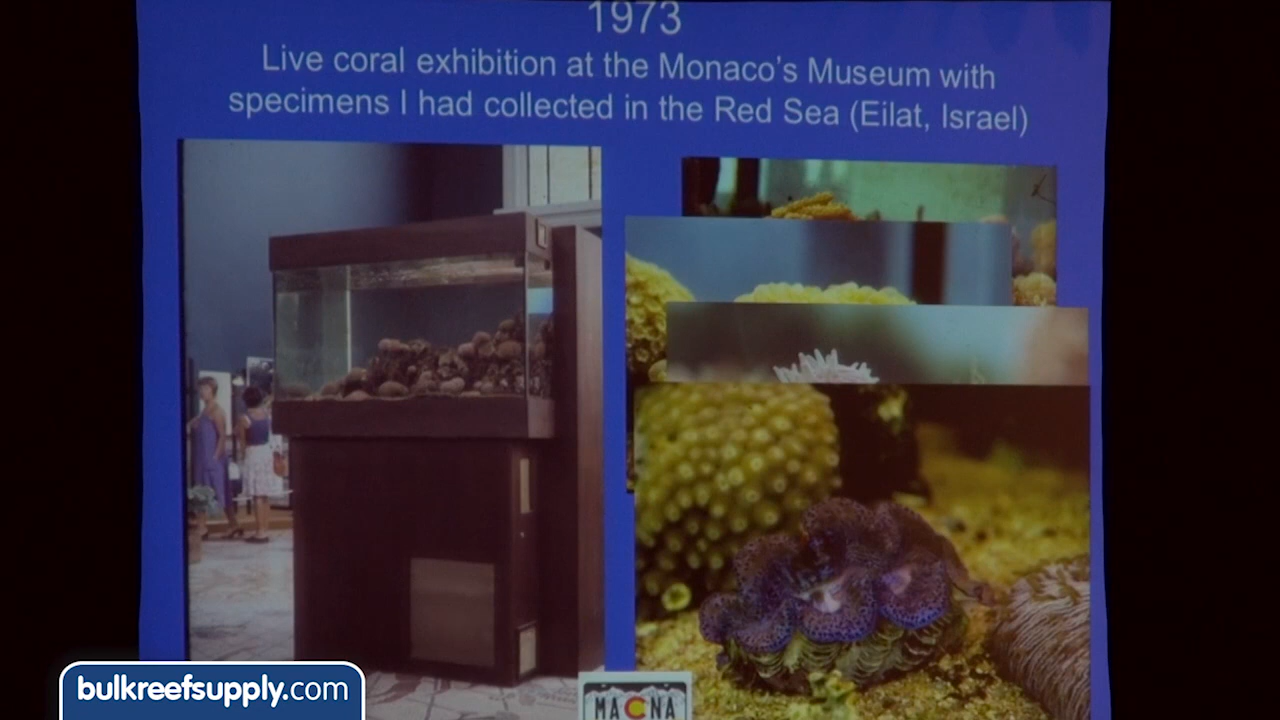 1973
Live coral exhibition at the Monaco's Museum with
specimens I had collected in the Red Sea (Eilat, Israel)
bulkreefsupply.com
MACNA